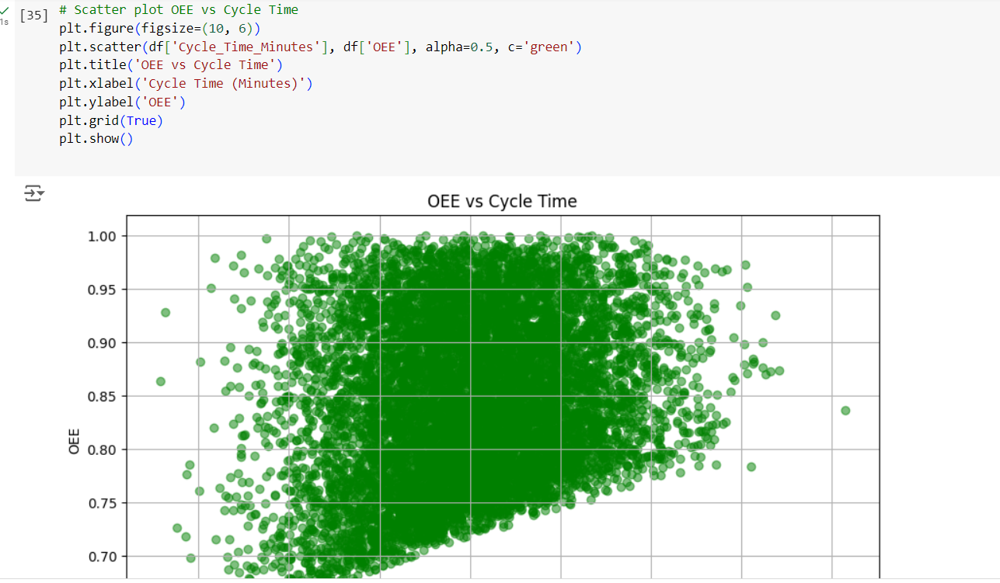 [35]
1s
# Scatter plot OEE vs Cycle Time
plt.figure(figsize=(10, 6))
plt.scatter(df['Cycle_Time_Minutes'], df['OEE'], alpha=0.5, c='green')
plt.title('OEE vs Cycle Time')
plt.xlabel('Cycle Time (Minutes)')
plt.ylabel('OEE')
plt.grid(True)
plt.show()
OEE vs Cycle Time
1.00
0.95
0.90
0.85
0.80
0.75
0.70
OEE